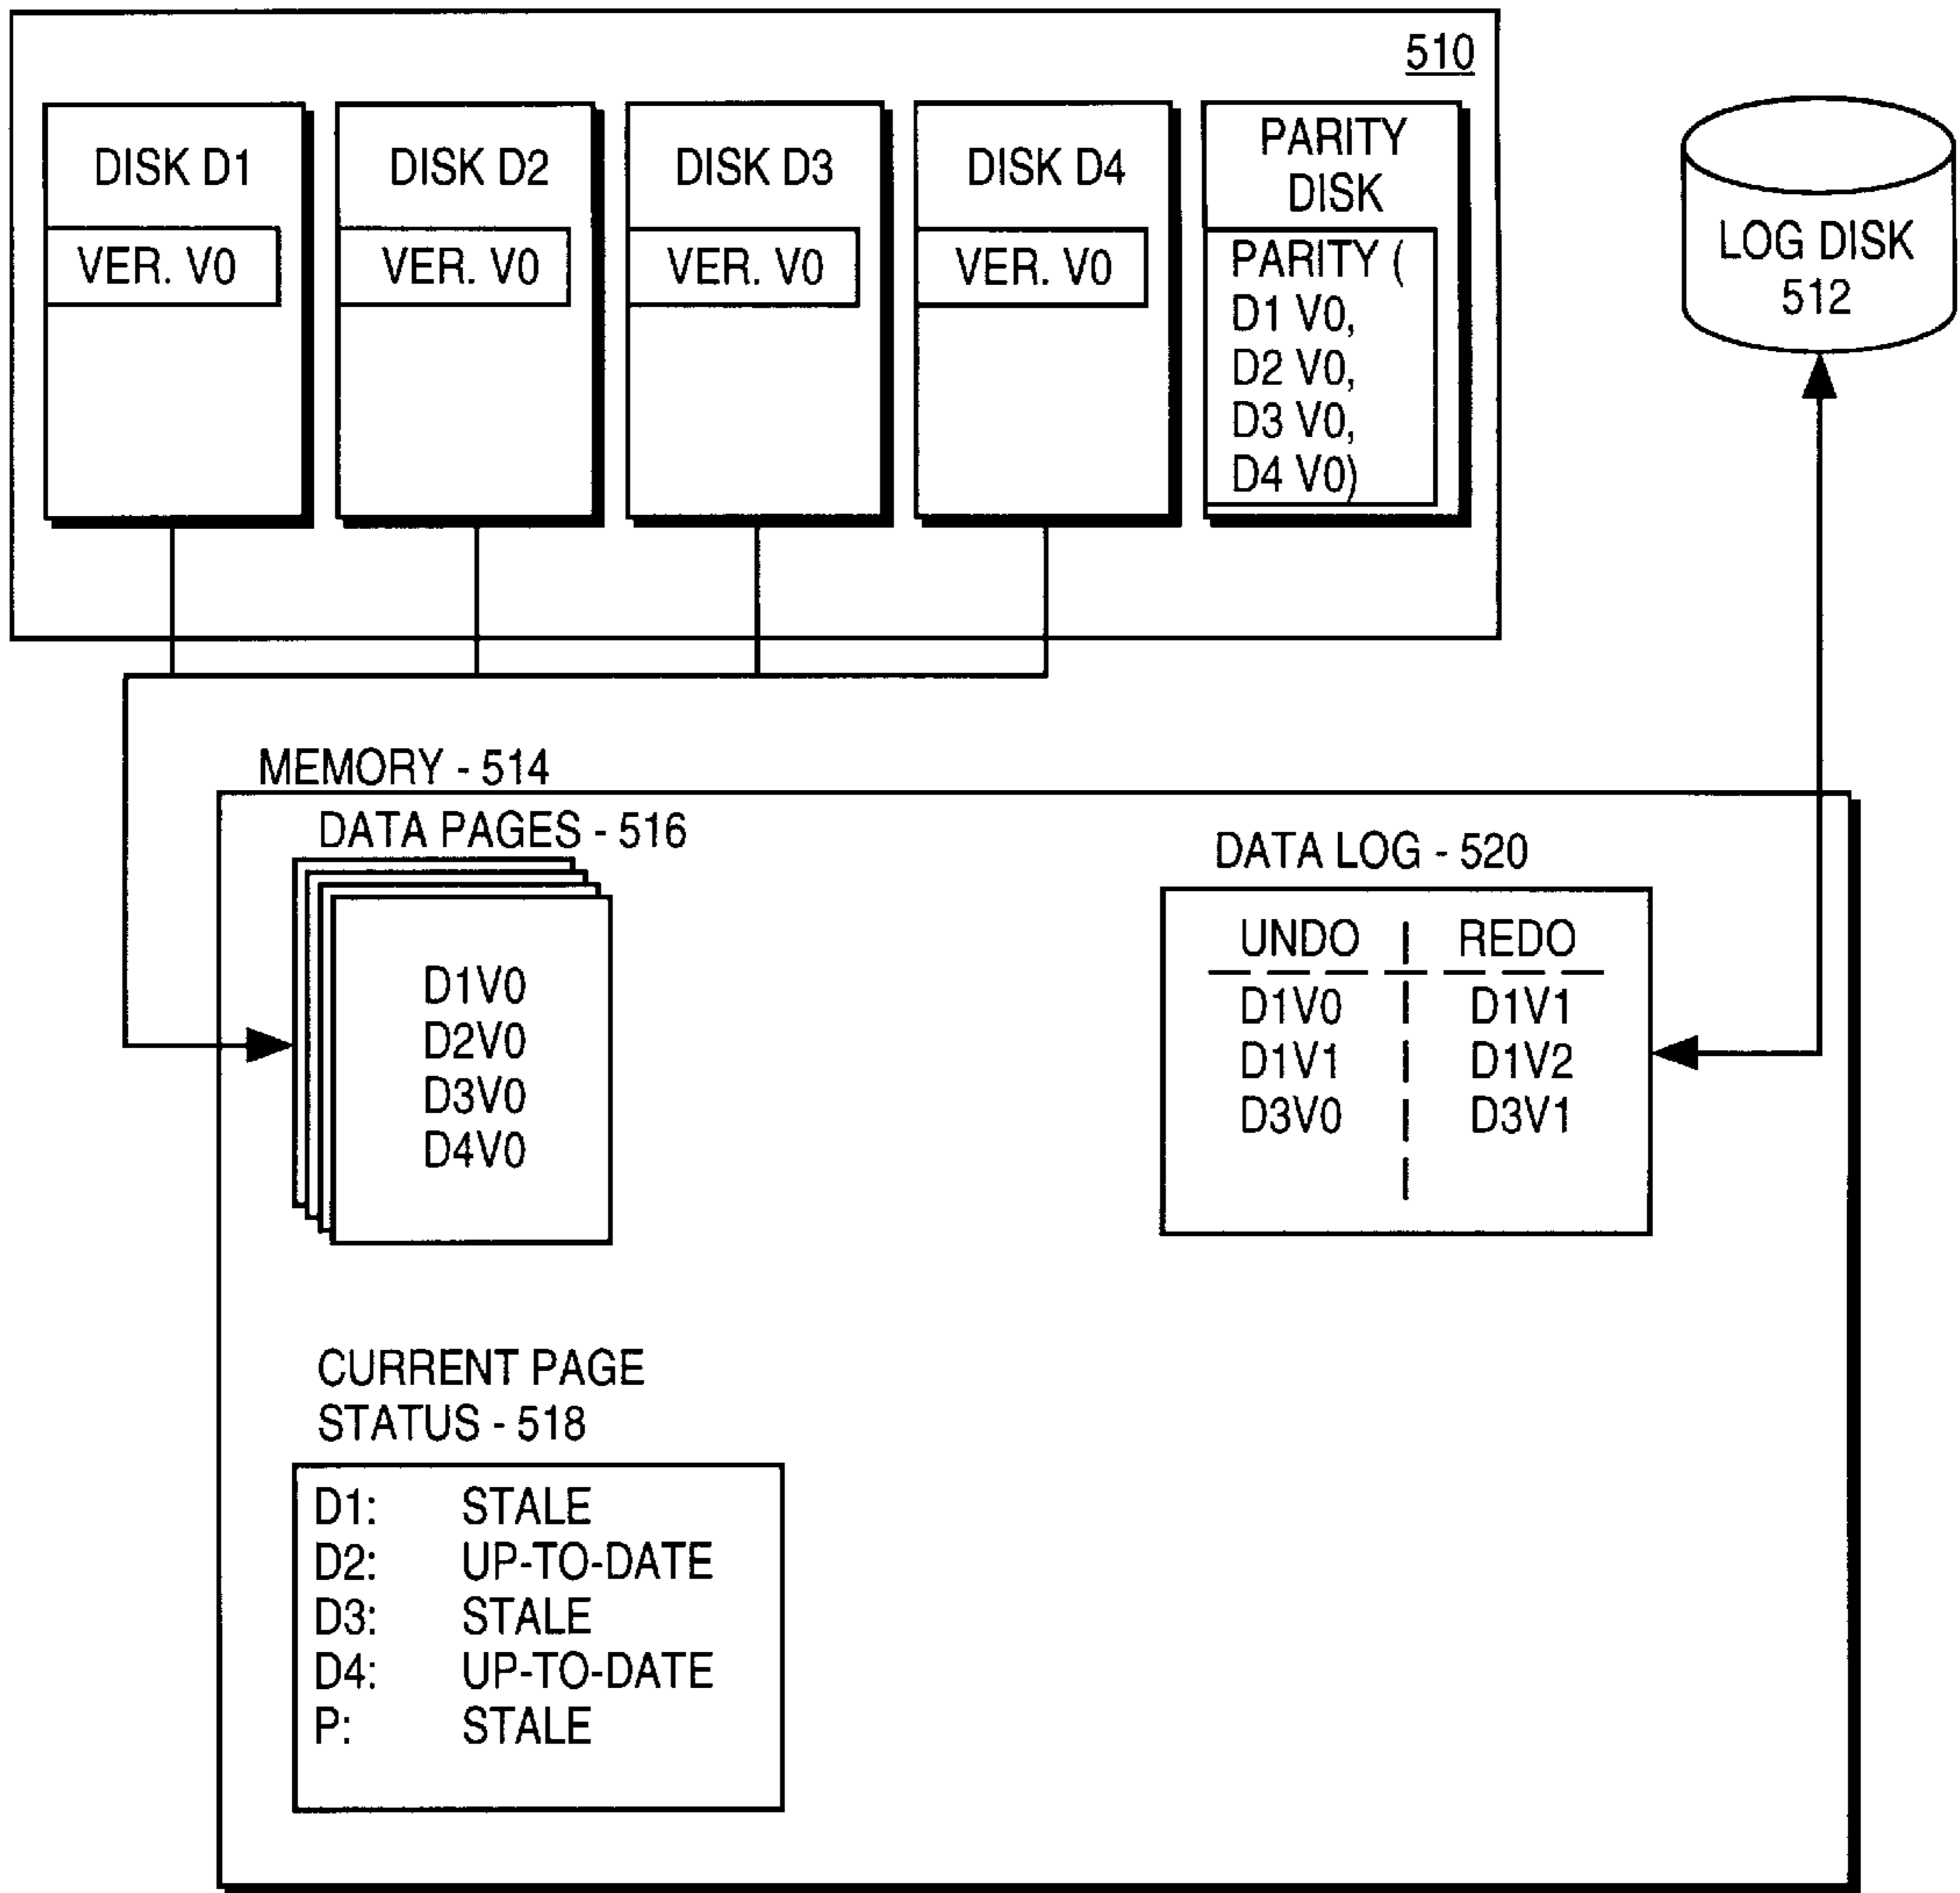 510
DISK D1
VER. V0
DISK D2
VER. V0
DISK D3
VER. V0
DISK D4
VER. V0
PARITY
DISK
PARITY (
D1 V0,
D2 V0,
D3 V0,
D4 V0)
LOG DISK
512
MEMORY - 514
DATA PAGES - 516
D1V0
D2V0
D3V0
D4V0
DATA LOG - 520
UNDO | REDO
D1V0 D1V1
D1V1 D1V2
D3V0 D3V1
CURRENT PAGE
STATUS - 518
D1: STALE
D2: UP-TO-DATE
D3: STALE
D4: UP-TO-DATE
P: STALE